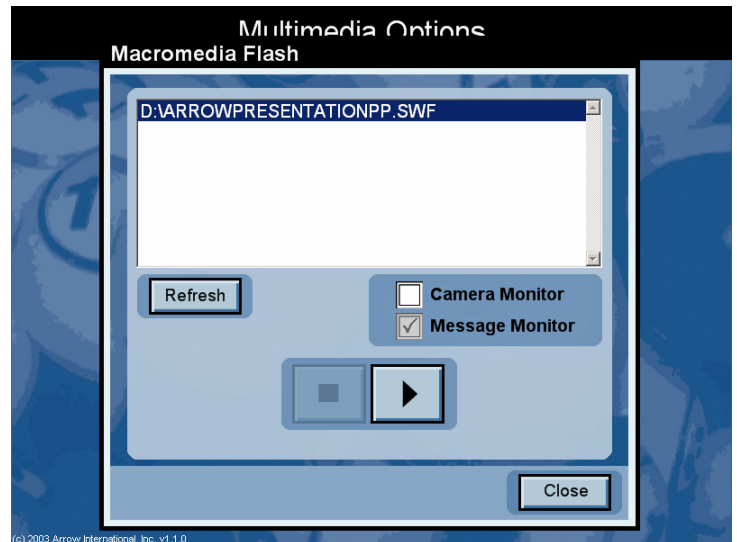 Multimedia Options
Macromedia Flash
D:\ARROWPRESENTATIONPP.SWF
Refresh
Camera Monitor
Message Monitor
Close
(c) 2003 Arrow International, Inc. v1.1.0